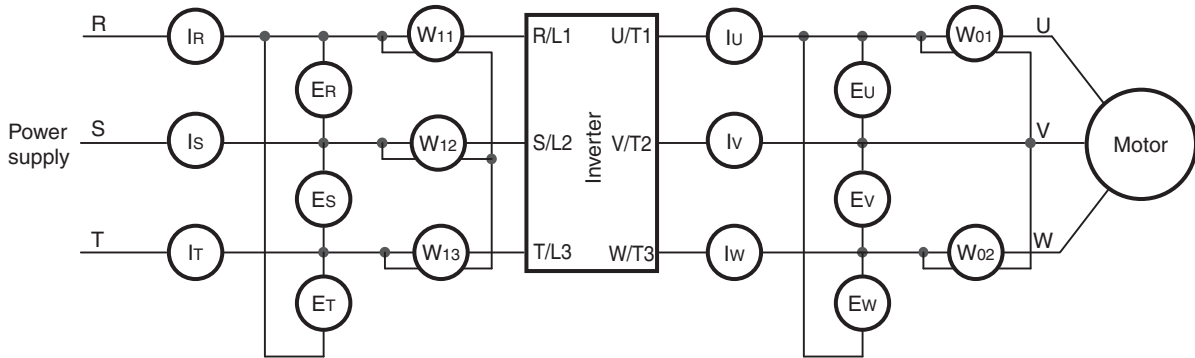 R IR W11 R/L1 U/T1 IU W01 U
ER EU
Power supply
S IS W12 S/L2 V/T2 IV V Motor
Inverter
ES EV
T IT W13 T/L3 W/T3 IW W02 W
ET EW